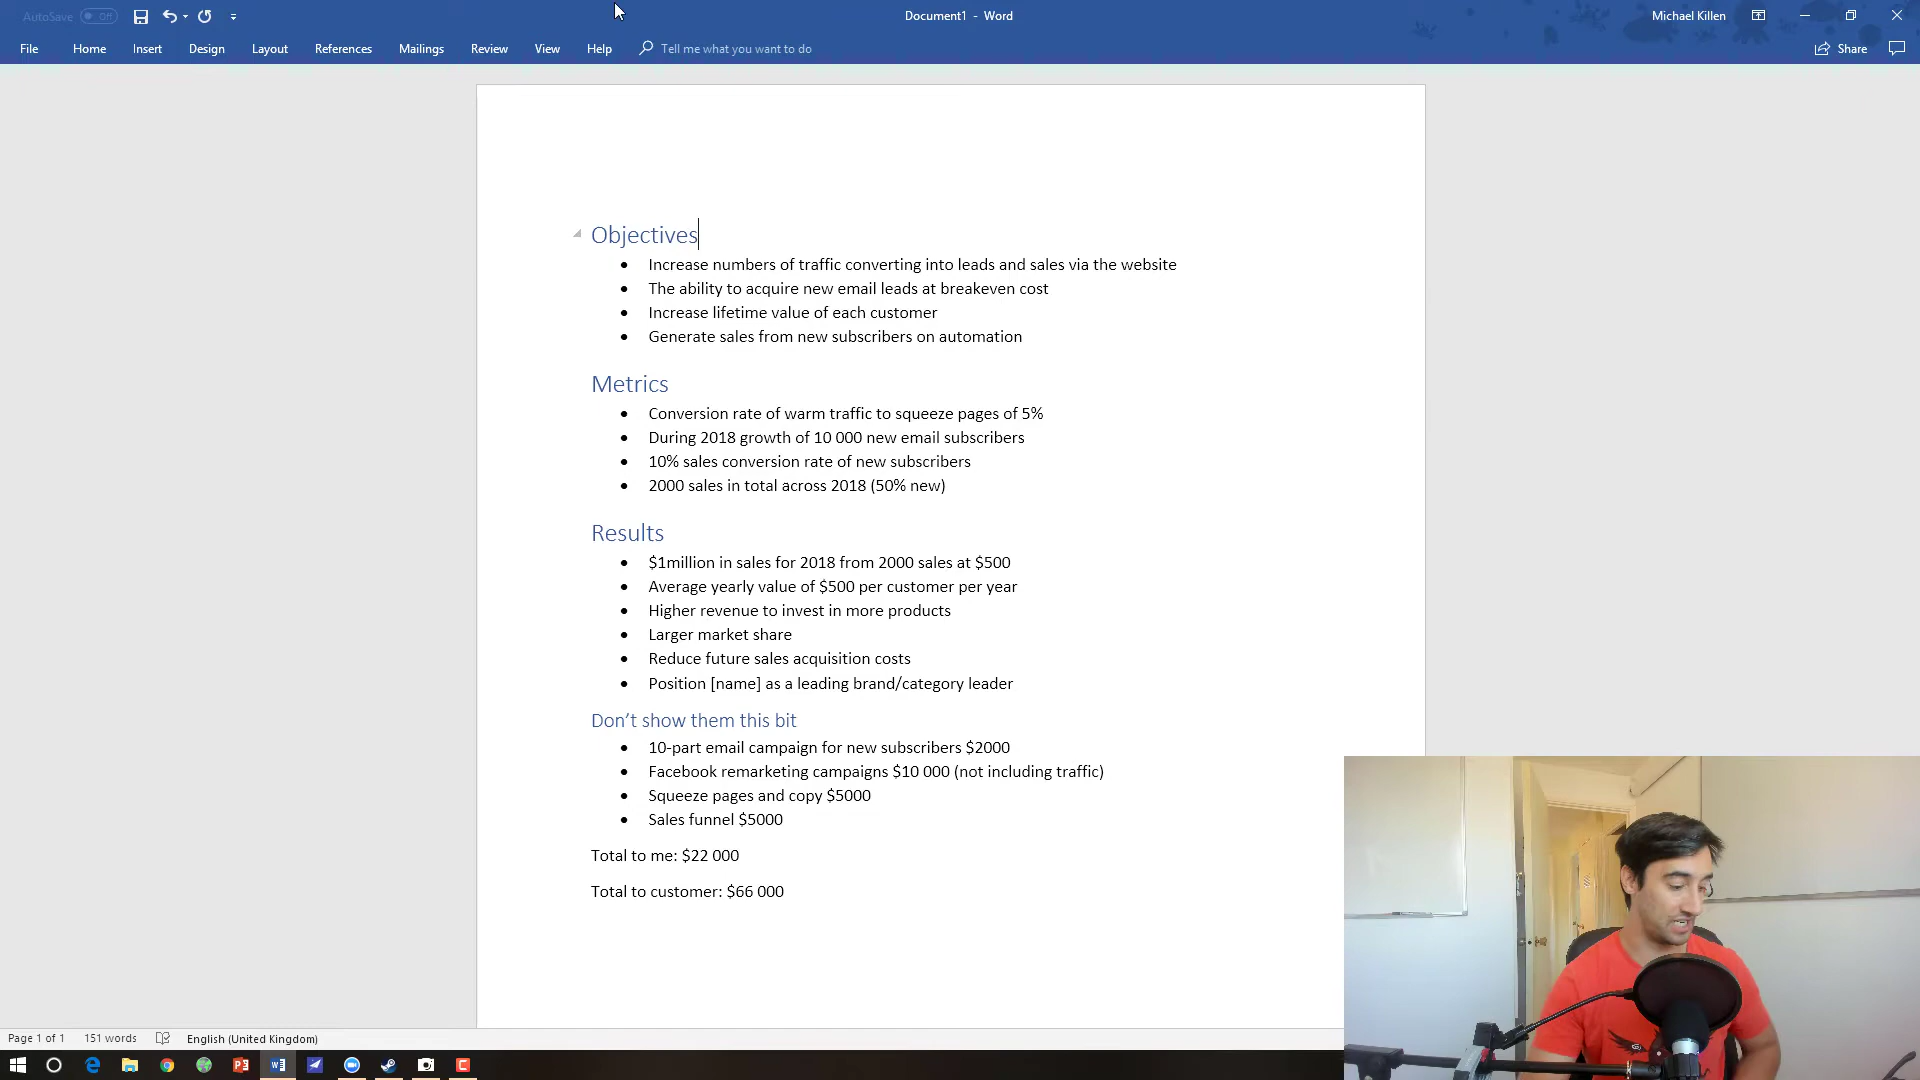 AutoSave Off
Document1 - Word
Michael Killen
File Home Insert Design Layout References Mailings Review View Help Tell me what you want to do
Share
Objectives
Increase numbers of traffic converting into leads and sales via the website
The ability to acquire new email leads at breakeven cost
Increase lifetime value of each customer
Generate sales from new subscribers on automation
Metrics
Conversion rate of warm traffic to squeeze pages of 5%
During 2018 growth of 10 000 new email subscribers
10% sales conversion rate of new subscribers
2000 sales in total across 2018 (50% new)
Results
$1million in sales for 2018 from 2000 sales at $500
Average yearly value of $500 per customer per year
Higher revenue to invest in more products
Larger market share
Reduce future sales acquisition costs
Position [name] as a leading brand/category leader
Don’t show them this bit
10-part email campaign for new subscribers $2000
Facebook remarketing campaigns $10 000 (not including traffic)
Squeeze pages and copy $5000
Sales funnel $5000
Total to me: $22 000
Total to customer: $66 000
Page 1 of 1 151 words English (United Kingdom)